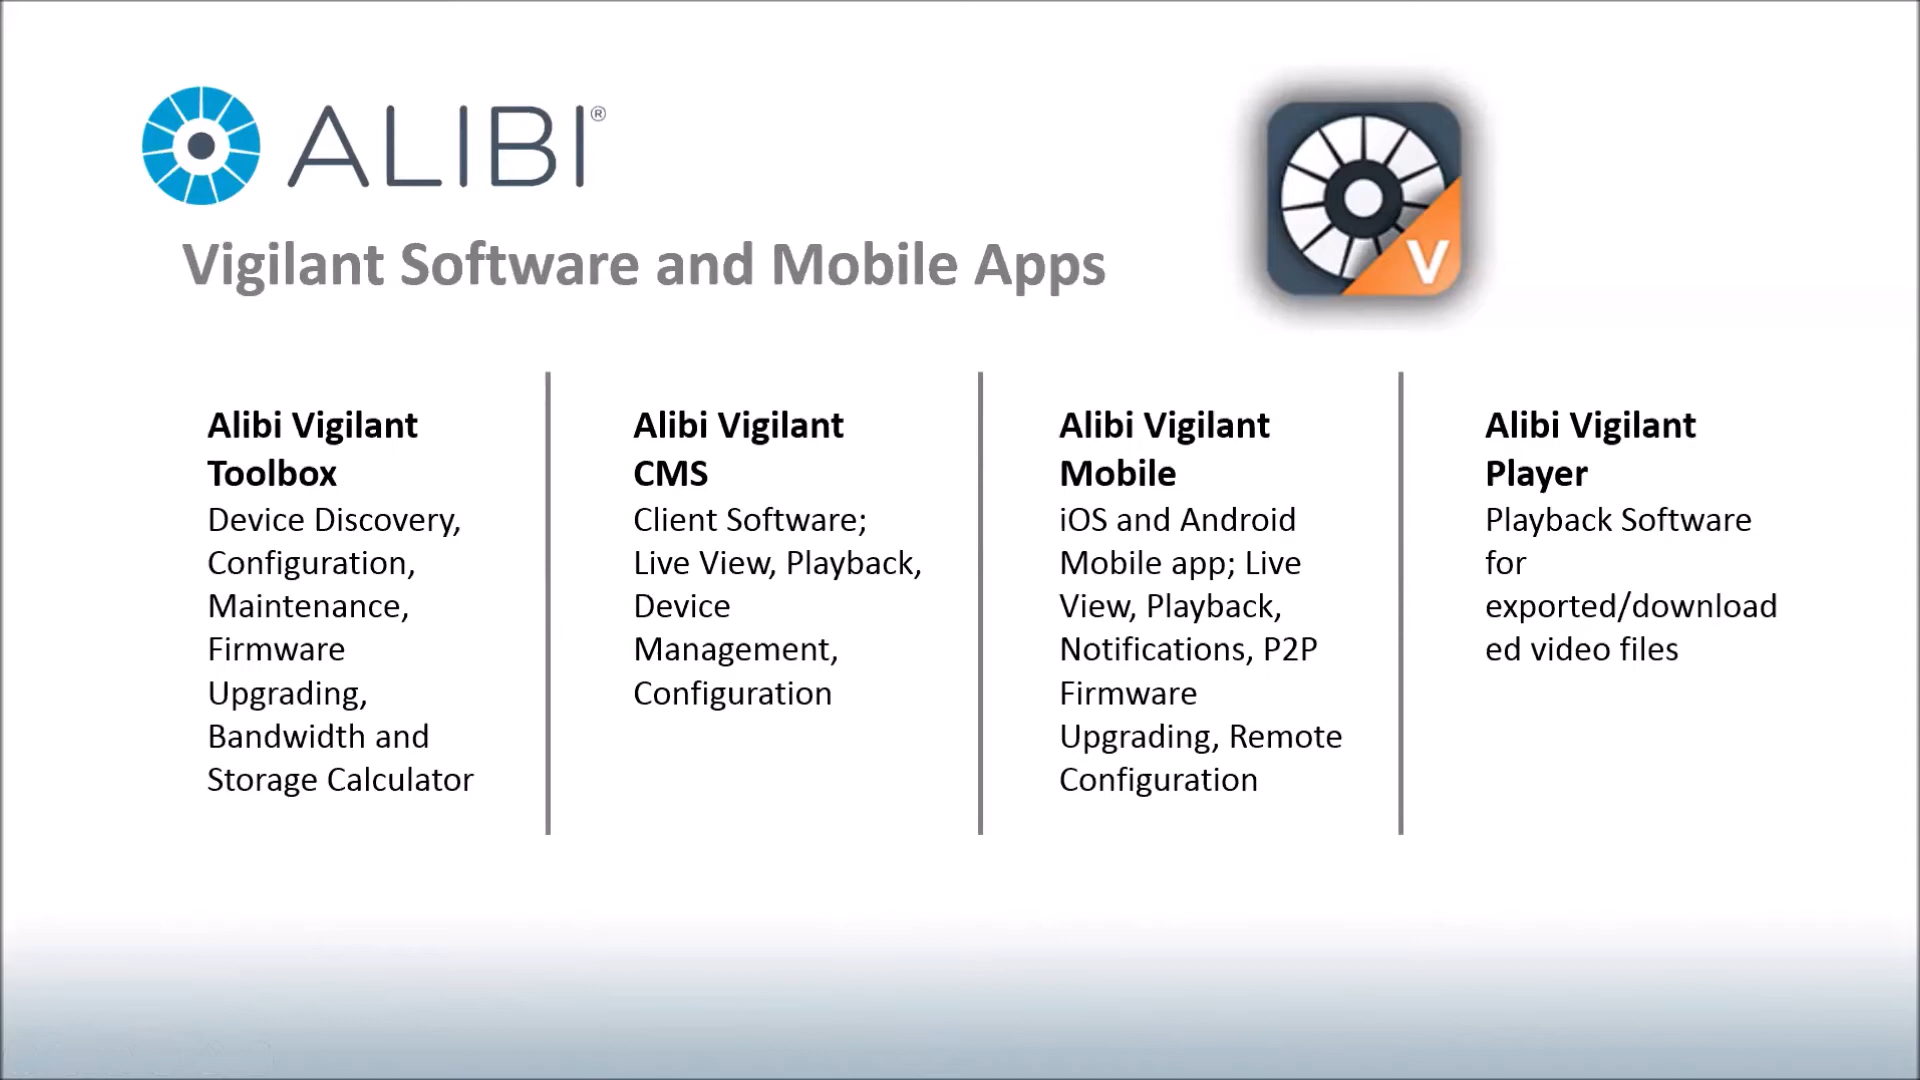 ALIBI®
V
Vigilant Software and Mobile Apps
Alibi Vigilant
Toolbox
Device Discovery,
Configuration,
Maintenance,
Firmware
Upgrading,
Bandwidth and
Storage Calculator
Alibi Vigilant
CMS
Client Software;
Live View, Playback,
Device
Management,
Configuration
Alibi Vigilant
Mobile
iOS and Android
Mobile app; Live
View, Playback,
Notifications, P2P
Firmware
Upgrading, Remote
Configuration
Alibi Vigilant
Player
Playback Software
for
exported/download
ed video files